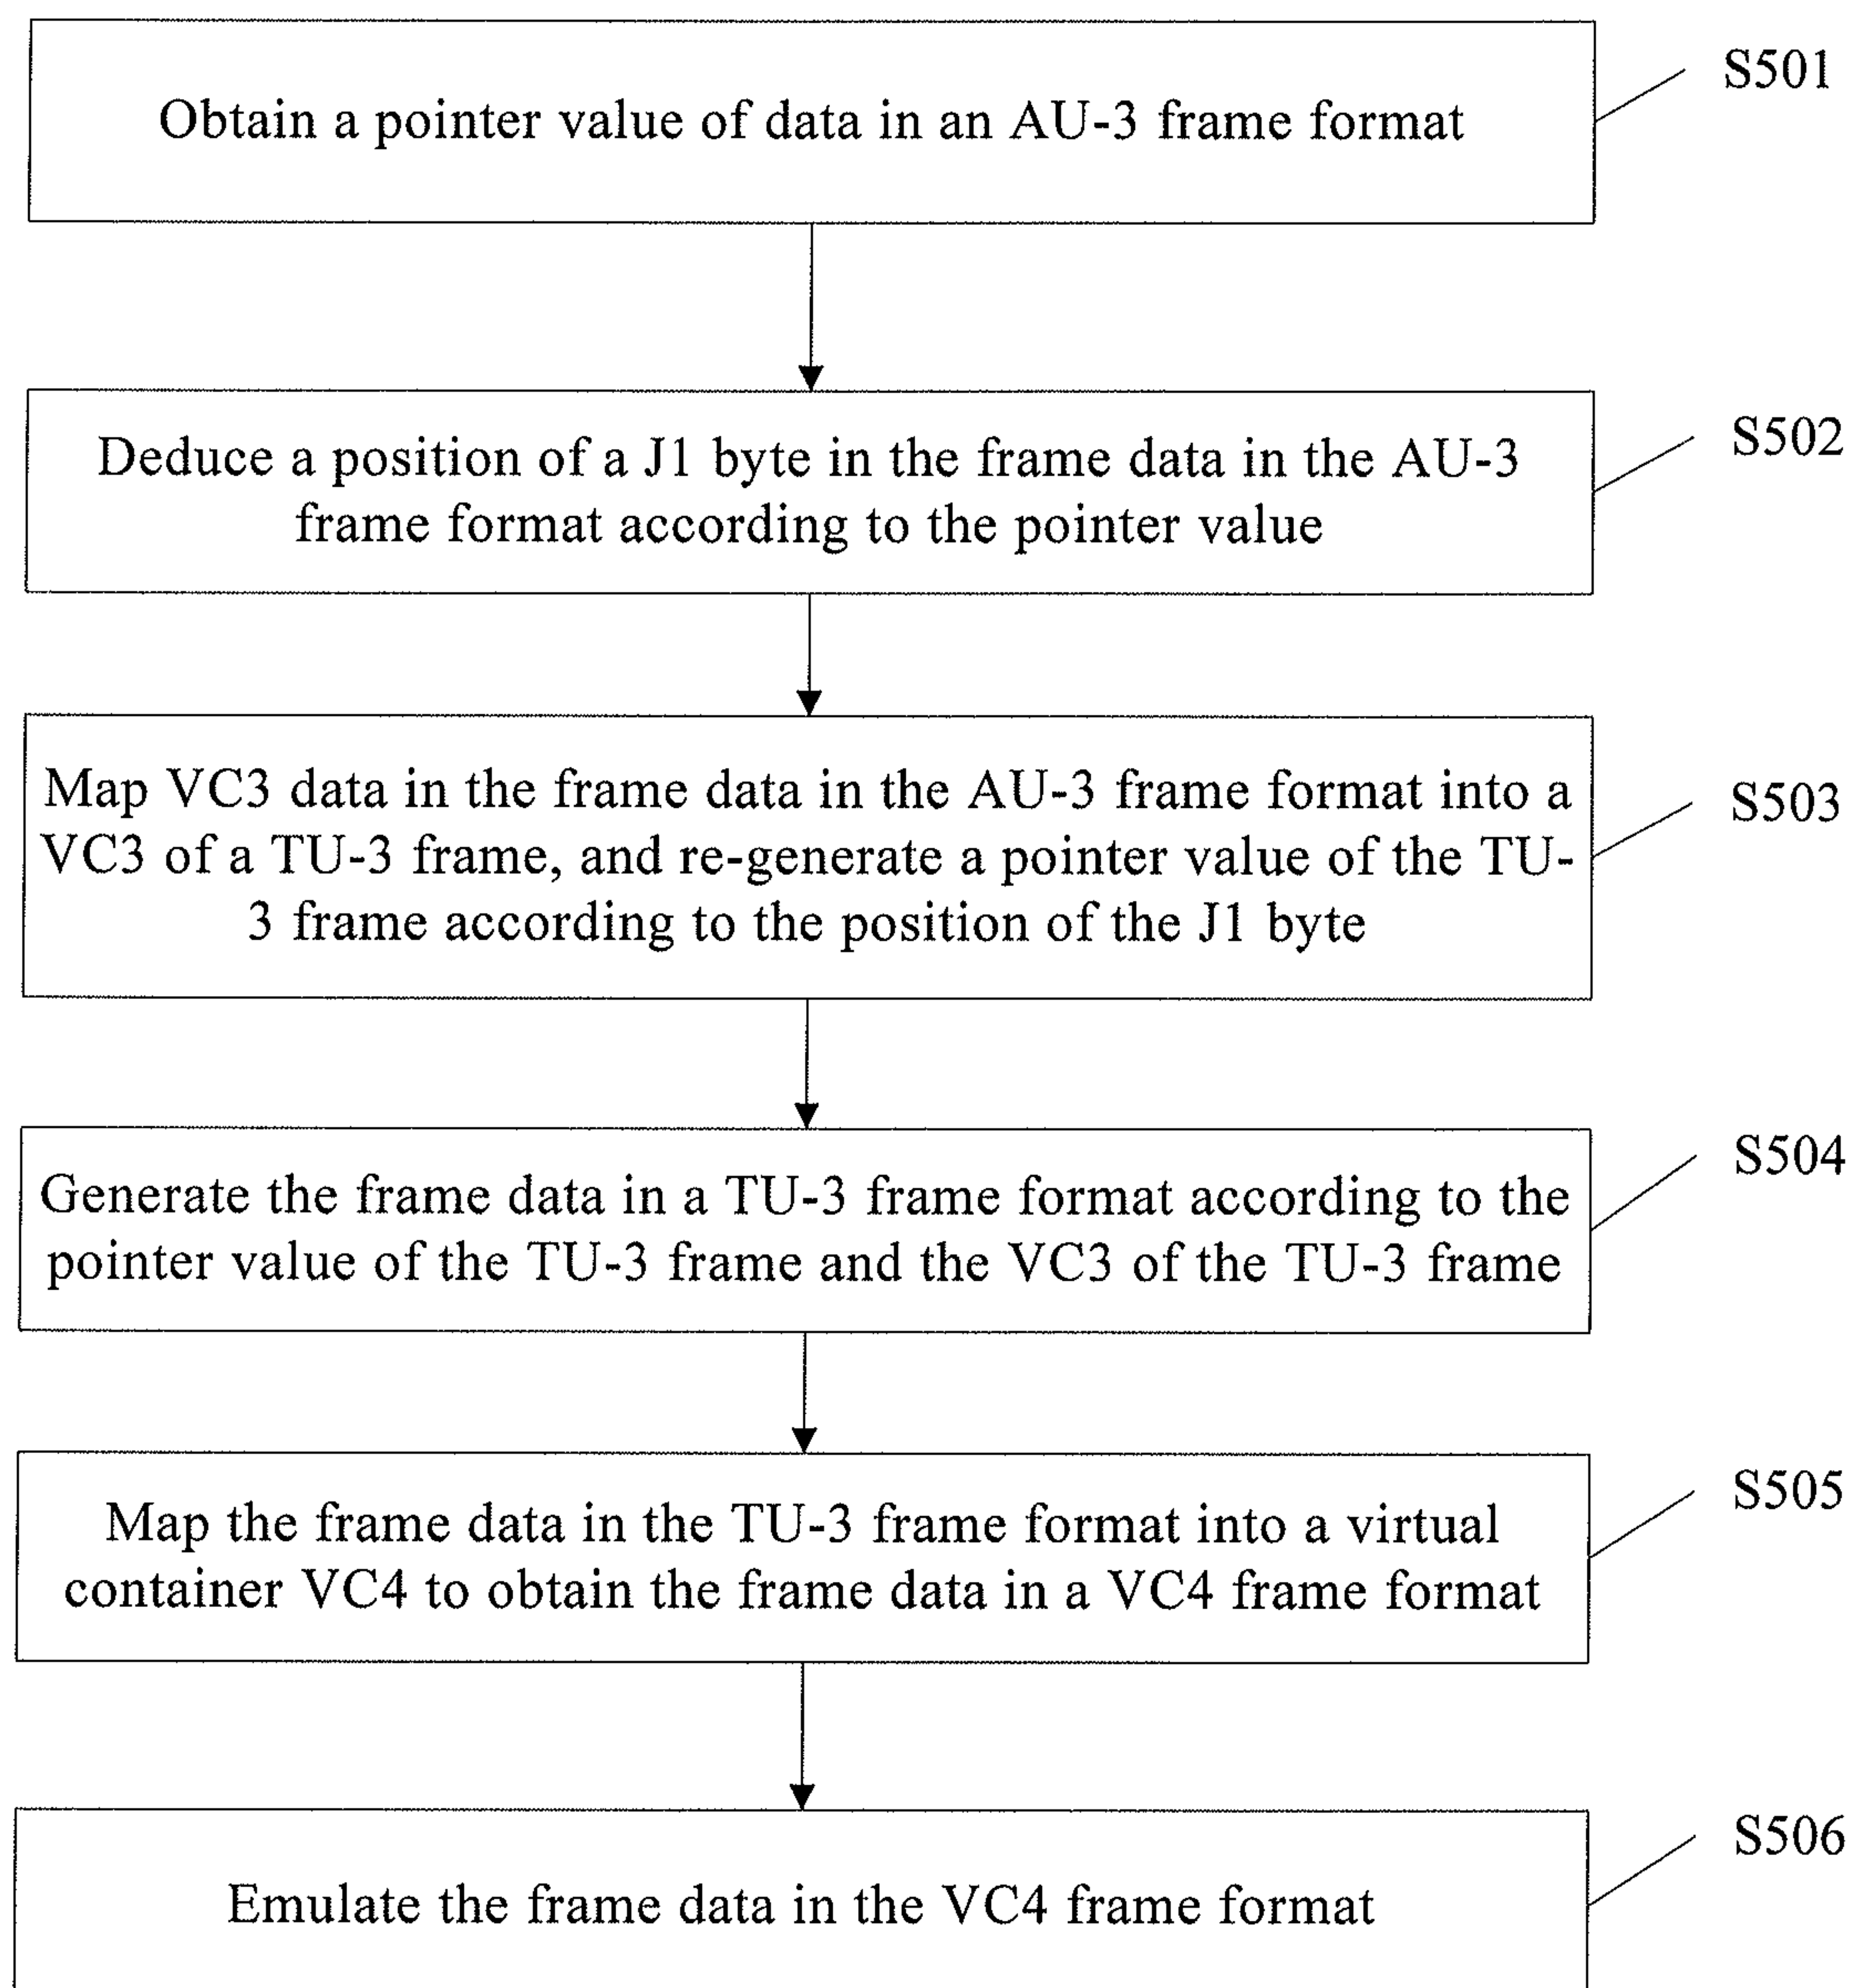 Obtain a pointer value of data in an AU-3 frame format
S501
Deduce a position of a J1 byte in the frame data in the AU-3
frame format according to the pointer value
S502
Map VC3 data in the frame data in the AU-3 frame format into a
VC3 of a TU-3 frame, and re-generate a pointer value of the TU-
3 frame according to the position of the J1 byte
S503
Generate the frame data in a TU-3 frame format according to the
pointer value of the TU-3 frame and the VC3 of the TU-3 frame
S504
Map the frame data in the TU-3 frame format into a virtual
container VC4 to obtain the frame data in a VC4 frame format
S505
Emulate the frame data in the VC4 frame format
S506